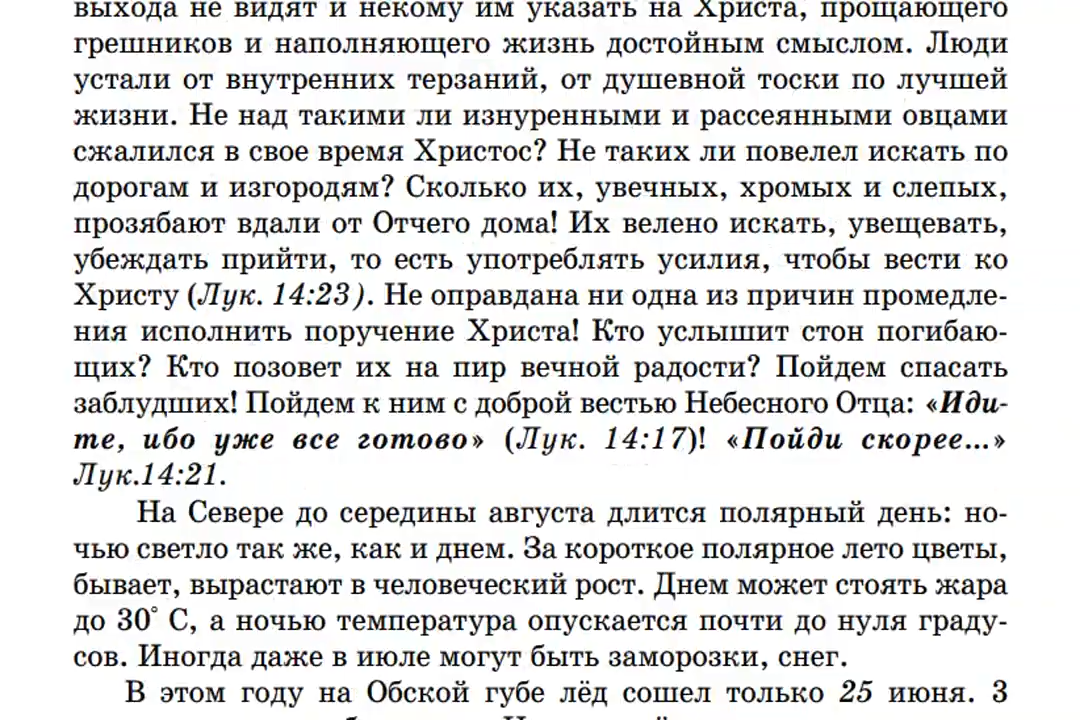 выхода не видят и некому им указать на Христа, прощающего
грешников и наполняющего жизнь достойным смыслом. Люди
устали от внутренних терзаний, от душевной тоски по лучшей
жизни. Не над такими ли изнуренными и рассеянными овцами
сжалился в свое время Христос? Не таких ли повелел искать по
дорогам и изгородям? Сколько их, увечных, хромых и слепых,
прозябают вдали от Отчего дома! Их велено искать, увещевать,
убеждать прийти, то есть употреблять усилия, чтобы вести ко
Христу (Лук. 14:23). Не оправдана ни одна из причин промедле-
ния исполнить поручение Христа! Кто услышит стон погибаю-
щих? Кто позовет их на пир вечной радости? Пойдем спасать
заблудших! Пойдем к ним с доброй вестью Небесного Отца: «Иди-
те, ибо уже все готово» (Лук. 14:17)! «Пойди скорее...»
Лук.14:21.
На Севере до середины августа длится полярный день: но-
чью светло так же, как и днем. За короткое полярное лето цветы,
бывает, вырастают в человеческий рост. Днем может стоять жара
до 30° С, а ночью температура опускается почти до нуля граду-
сов. Иногда даже в июле могут быть заморозки, снег.
В этом году на Обской губе лёд сошел только 25 июня. 3